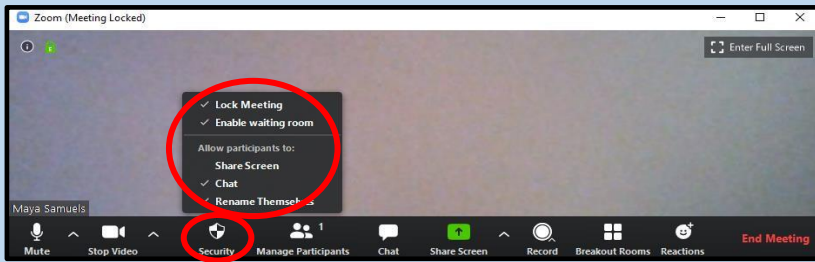 Zoom (Meeting Locked)
Enter Full Screen
Lock Meeting
Enable waiting room
Allow participants to:
Share Screen
Chat
Rename Themselves
Maya Samuels
1
Mute Stop Video Security Manage Participants Chat Share Screen Record Breakout Rooms Reactions End Meeting